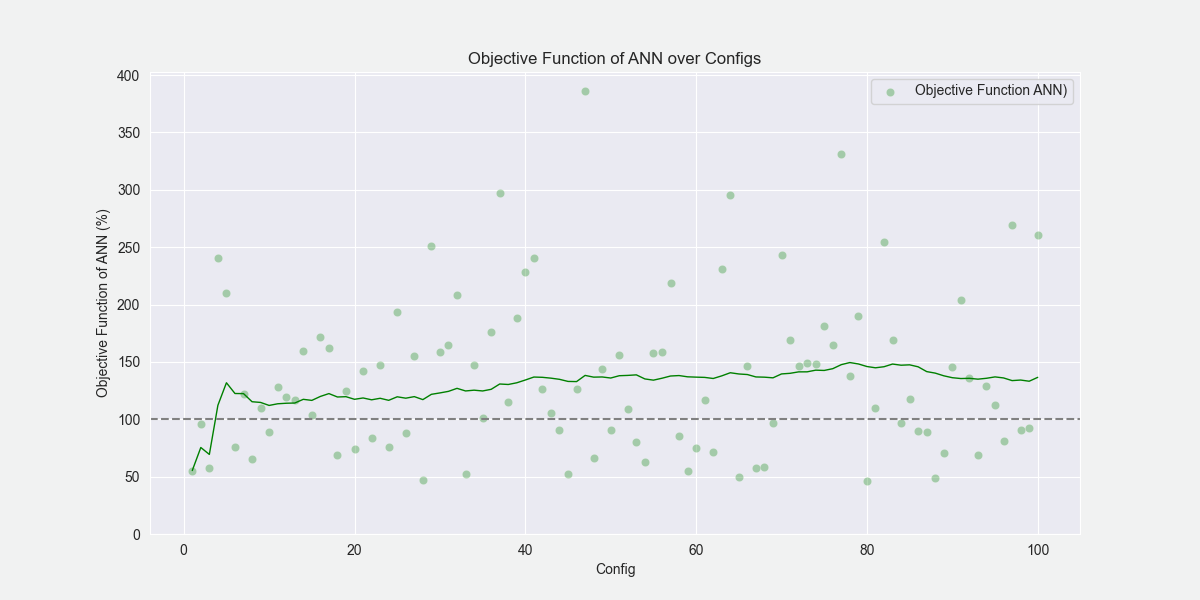 Objective Function of ANN over Configs
Objective Function ANN)
Objective Function of ANN (%)
400
350
300
250
200
150
100
50
0
0 20 40 60 80 100
Config